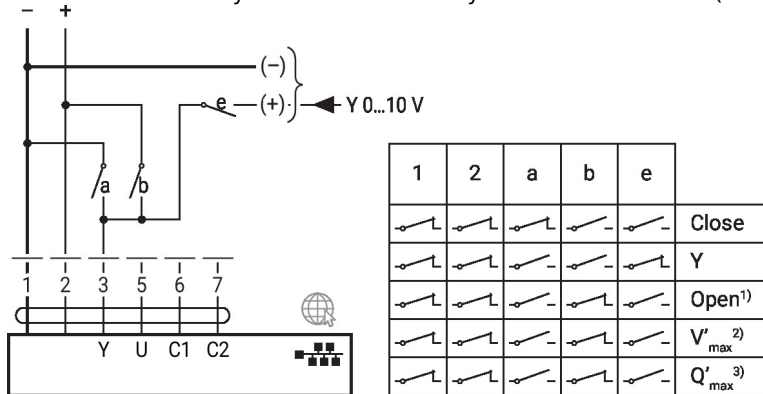 − +
(−)
e (+) Y 0...10 V
a b
1 2 3 5 6 7
Y U C1 C2
1 2 a b e
Close
Y
Open1)
V'max2)
Q'max3)